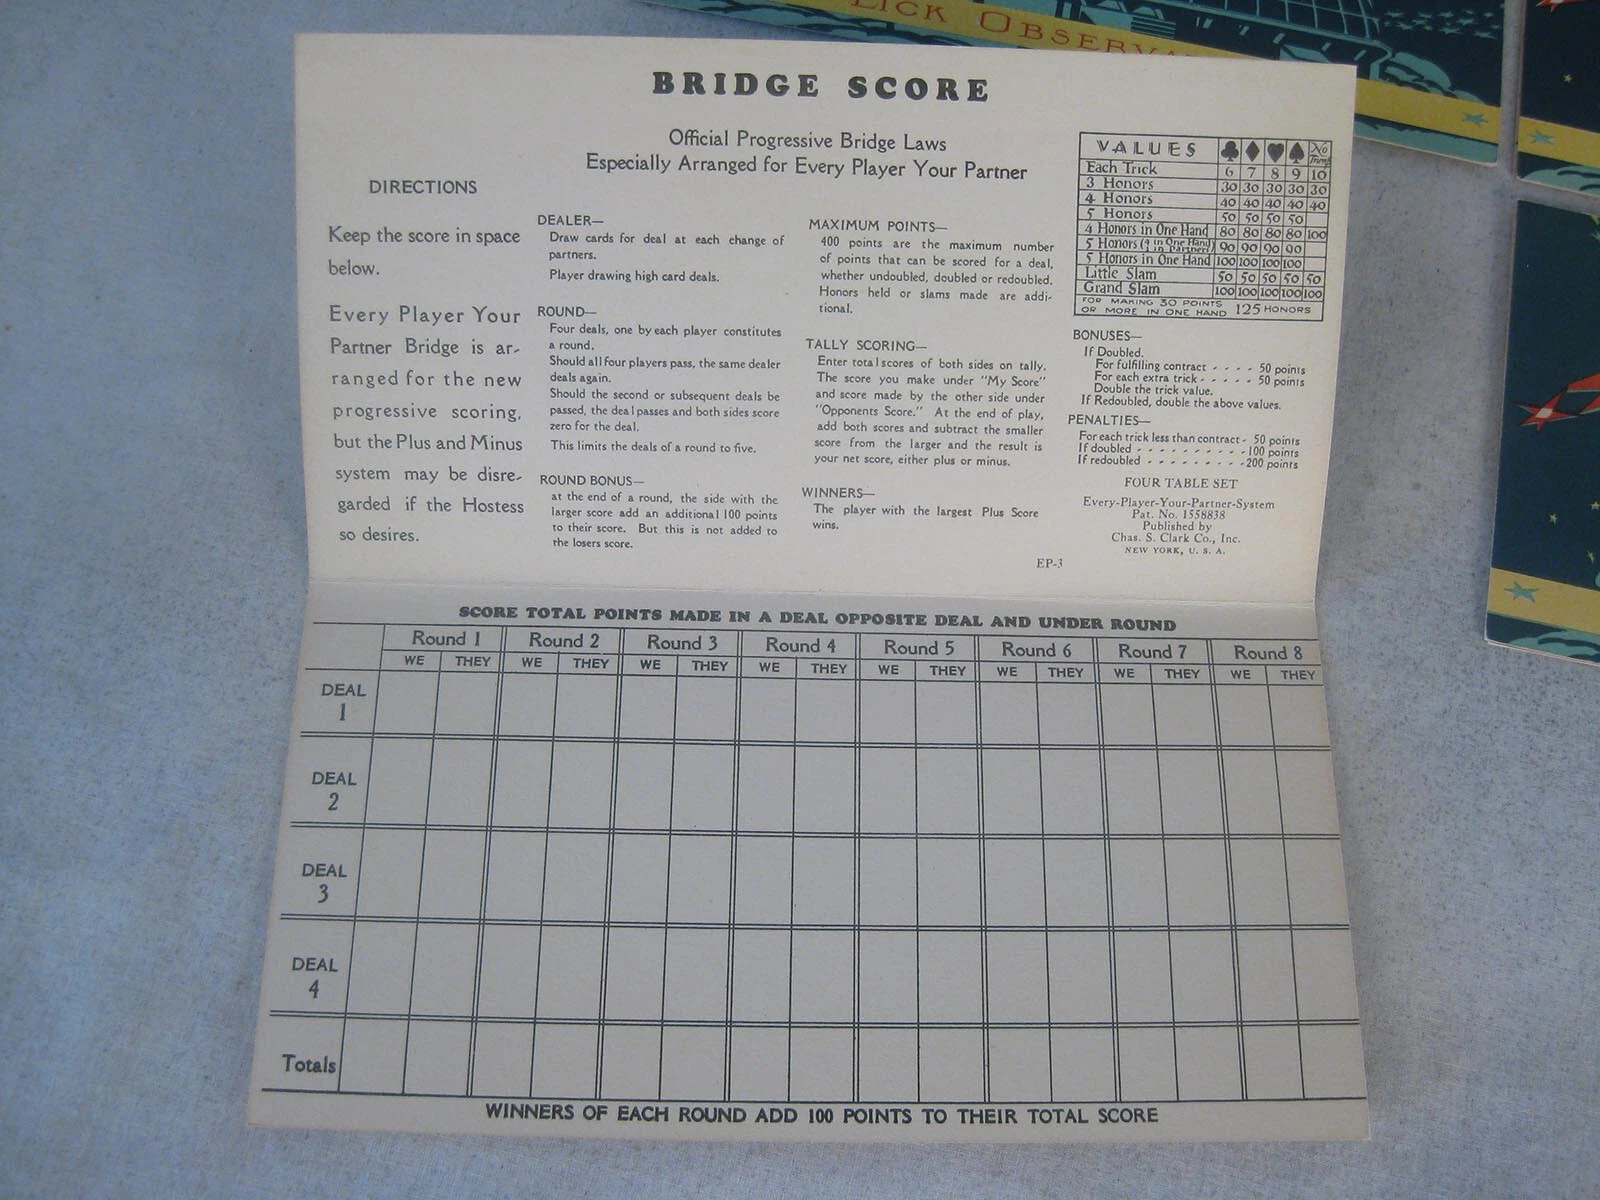 LICK OBSERVA
BRIDGE SCORE
Official Progressive Bridge Laws
Especially Arranged for Every Player Your Partner
DIRECTIONS
Keep the score in space
below.
Every Player Your
Partner Bridge is ar-
ranged for the new
progressive scoring,
but the Plus and Minus
system may be disre-
garded if the Hostess
so desires.
DEALER—
Draw cards for deal at each change of
partners.
Player drawing high card deals.
ROUND—
Four deals, one by each player constitutes
a round.
Should all four players pass, the same dealer
deals again.
Should the second or subsequent deals be
passed, the deal passes and both sides score
zero for the deal.
This limits the deals of a round to five.
ROUND BONUS—
at the end of a round, the side with the
larger score add an additional 100 points
to their score. But this is not added to
the losers score.
MAXIMUM POINTS—
400 points are the maximum number
of points that can be scored for a deal,
whether undoubled, doubled or redoubled.
Honors held or slams made are addi-
tional.
TALLY SCORING—
Enter total scores of both sides on tally.
The score you make under "My Score"
and score made by the other side under
"Opponents Score." At the end of play,
add both scores and subtract the smaller
score from the larger and the result is
your net score, either plus or minus.
WINNERS—
The player with the largest Plus Score
wins.
VALUES ♣ ♦ ♥ ♠ No Trump
Each Trick 6 7 8 9 10
3 Honors 30 30 30 30 30
4 Honors 40 40 40 40 40
5 Honors 50 50 50 50
4 Honors in One Hand 80 80 80 80 100
5 Honors (4 in One Hand 1 in Partners) 90 90 90 90
5 Honors in One Hand 100 100 100 100
Little Slam 50 50 50 50 50
Grand Slam 100 100 100 100 100
FOR MAKING 30 POINTS
OR MORE IN ONE HAND 125 HONORS
BONUSES—
If Doubled.
For fulfilling contract - - - - 50 points
For each extra trick - - - - - 50 points
Double the trick value.
If Redoubled, double the above values.
PENALTIES—
For each trick less than contract - 50 points
If doubled - - - - - - - - - - 100 points
If redoubled - - - - - - - - - 200 points
FOUR TABLE SET
Every-Player-Your-Partner-System
Pat. No. 1558838
Published by
Chas. S. Clark Co., Inc.
NEW YORK, U. S. A.
EP-3
SCORE TOTAL POINTS MADE IN A DEAL OPPOSITE DEAL AND UNDER ROUND
Round 1 Round 2 Round 3 Round 4 Round 5 Round 6 Round 7 Round 8
WE THEY WE THEY WE THEY WE THEY WE THEY WE THEY WE THEY WE THEY
DEAL
1
DEAL
2
DEAL
3
DEAL
4
Totals
WINNERS OF EACH ROUND ADD 100 POINTS TO THEIR TOTAL SCORE